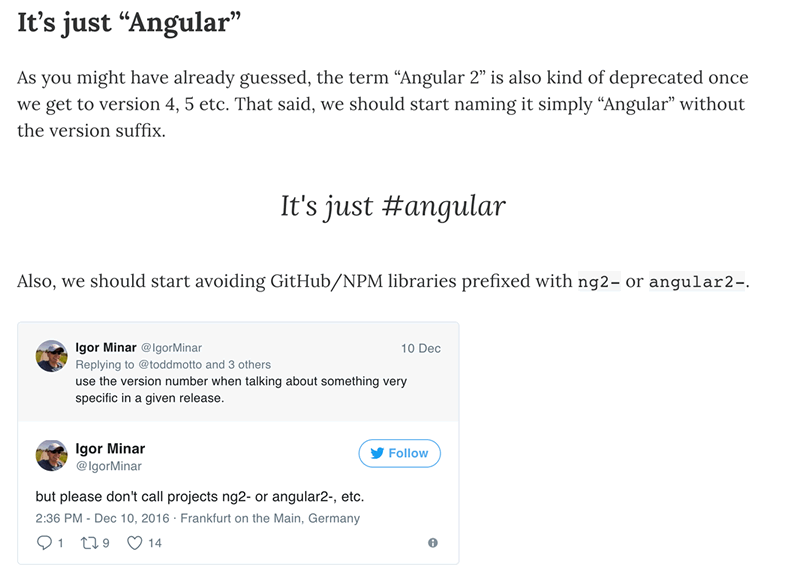 It’s just “Angular”
As you might have already guessed, the term “Angular 2” is also kind of deprecated once
we get to version 4, 5 etc. That said, we should start naming it simply “Angular” without
the version suffix.
It's just #angular
Also, we should start avoiding GitHub/NPM libraries prefixed with ng2- or angular2-.
Igor Minar @IgorMinar 10 Dec
Replying to @toddmotto and 3 others
use the version number when talking about something very
specific in a given release.
Igor Minar
@IgorMinar
Follow
but please don't call projects ng2- or angular2-, etc.
2:36 PM - Dec 10, 2016 · Frankfurt on the Main, Germany
1 9 14